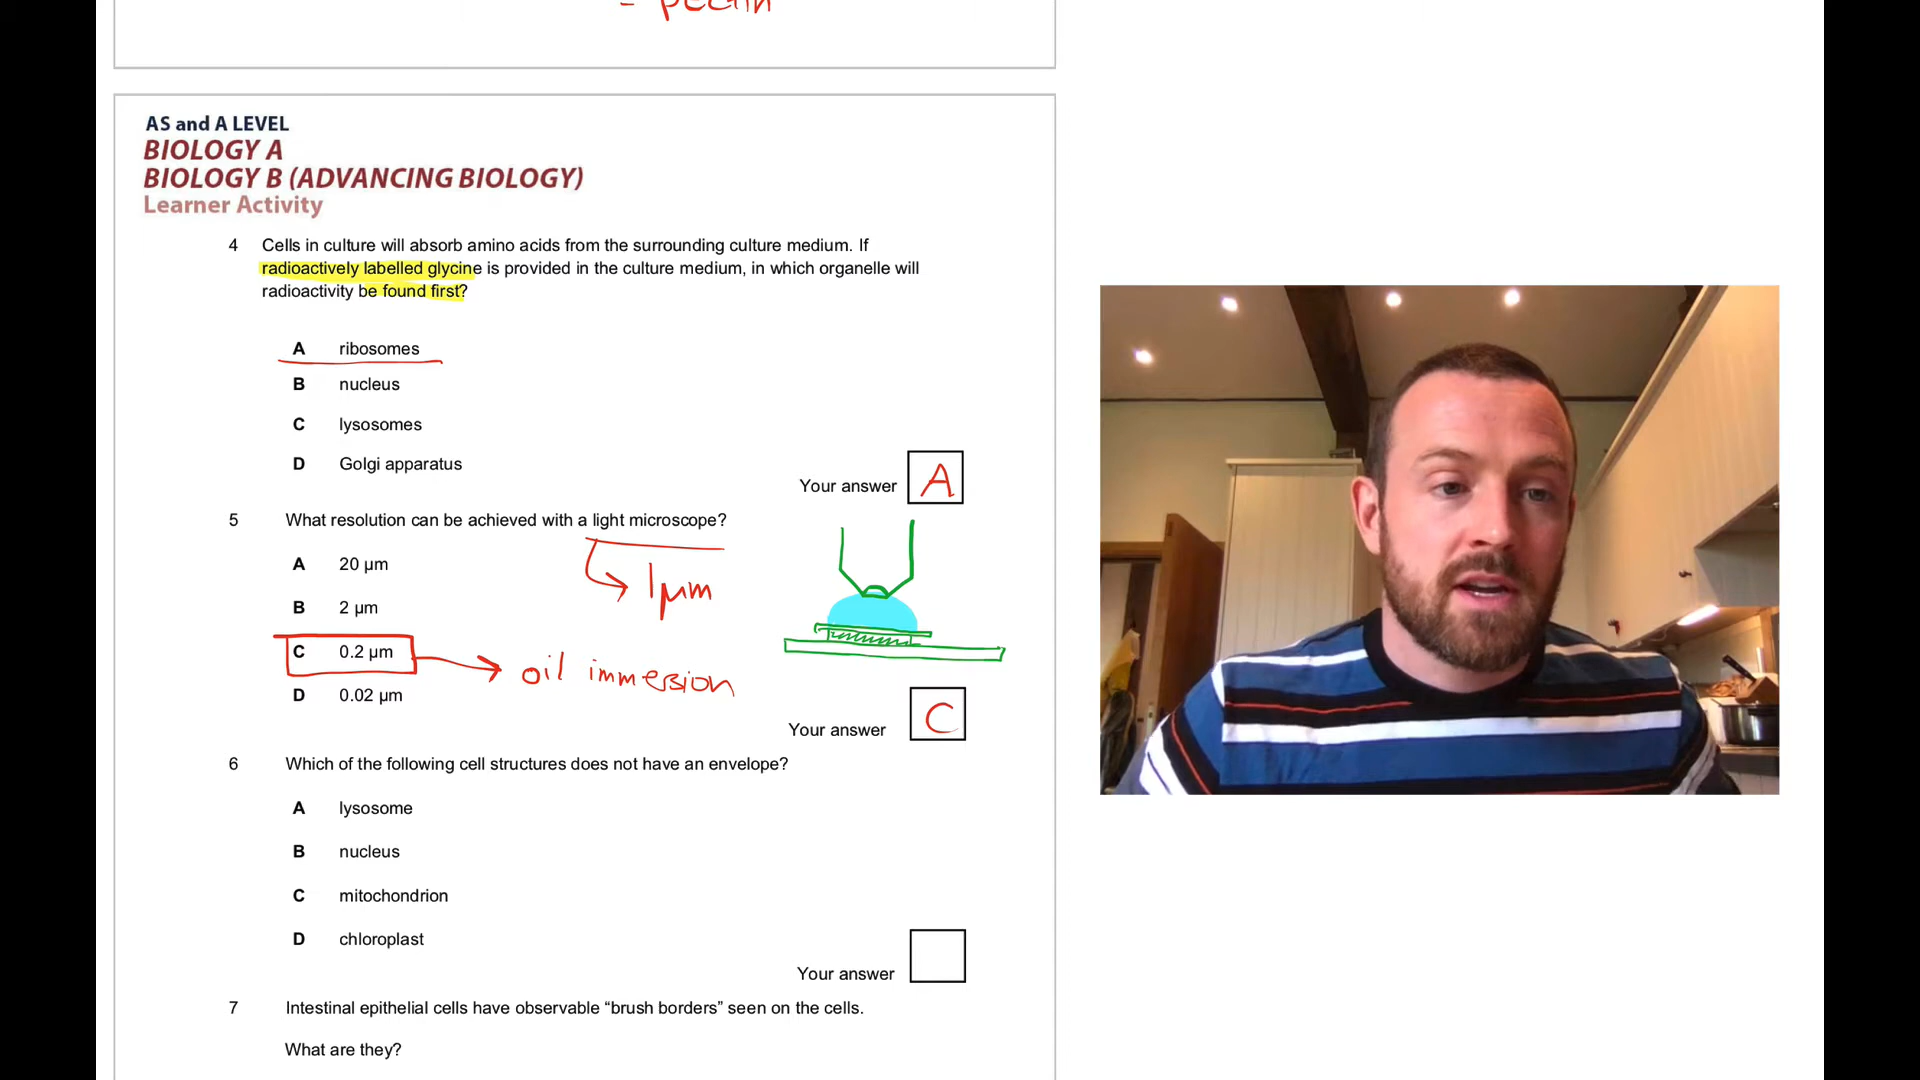 = pectin
AS and A LEVEL
BIOLOGY A
BIOLOGY B (ADVANCING BIOLOGY)
Learner Activity
4 Cells in culture will absorb amino acids from the surrounding culture medium. If
radioactively labelled glycine is provided in the culture medium, in which organelle will
radioactivity be found first?
A ribosomes
B nucleus
C lysosomes
D Golgi apparatus
Your answer A
5 What resolution can be achieved with a light microscope?
A 20 µm
1µm
B 2 µm
C 0.2 µm
oil immersion
D 0.02 µm
Your answer C
6 Which of the following cell structures does not have an envelope?
A lysosome
B nucleus
C mitochondrion
D chloroplast
Your answer
7 Intestinal epithelial cells have observable “brush borders” seen on the cells.
What are they?